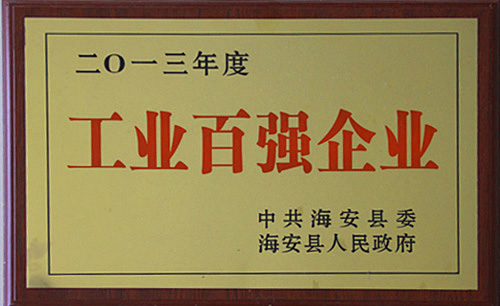 二〇一三年度
工业百强企业
中共海安县委
海安县人民政府